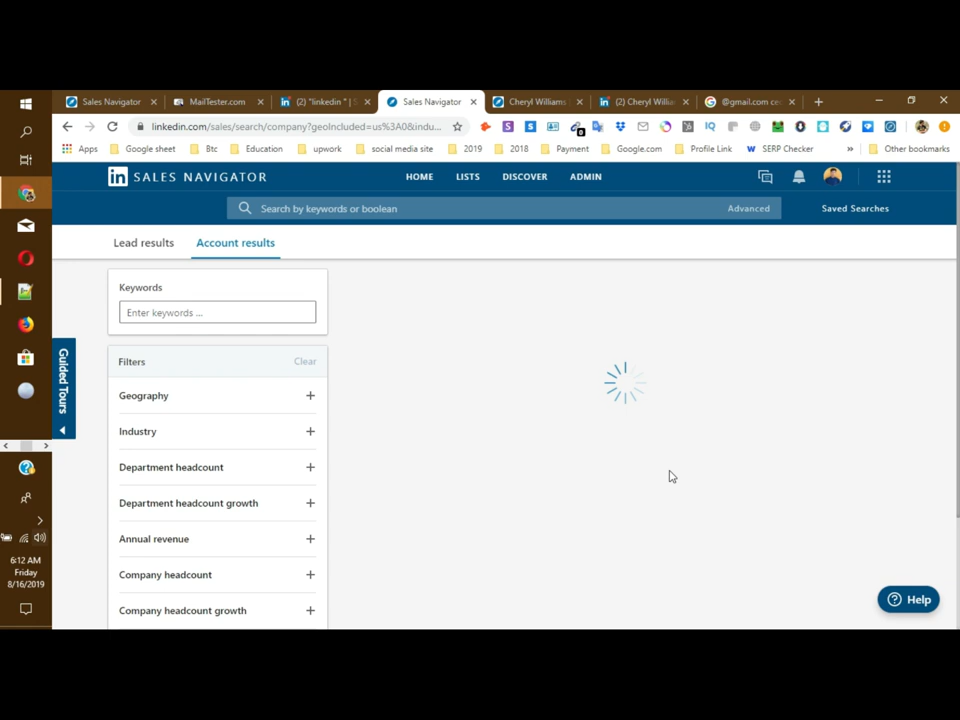 Sales Navigator
MailTester.com
(2) "linkedin " | S
Sales Navigator
Cheryl Williams
(2) Cheryl Willia
@gmail.com ce
linkedin.com/sales/search/company?geoIncluded=us%3A0&indu...
Apps
Google sheet
Btc
Education
upwork
social media site
2019
2018
Payment
Google.com
Profile Link
SERP Checker
»
Other bookmarks
in SALES NAVIGATOR
HOME
LISTS
DISCOVER
ADMIN
Search by keywords or boolean
Advanced
Saved Searches
Lead results
Account results
Keywords
Enter keywords ...
Filters
Clear
Geography
Industry
Department headcount
Department headcount growth
Annual revenue
Company headcount
Company headcount growth
Guided Tours
Help
6:12 AM
Friday
8/16/2019